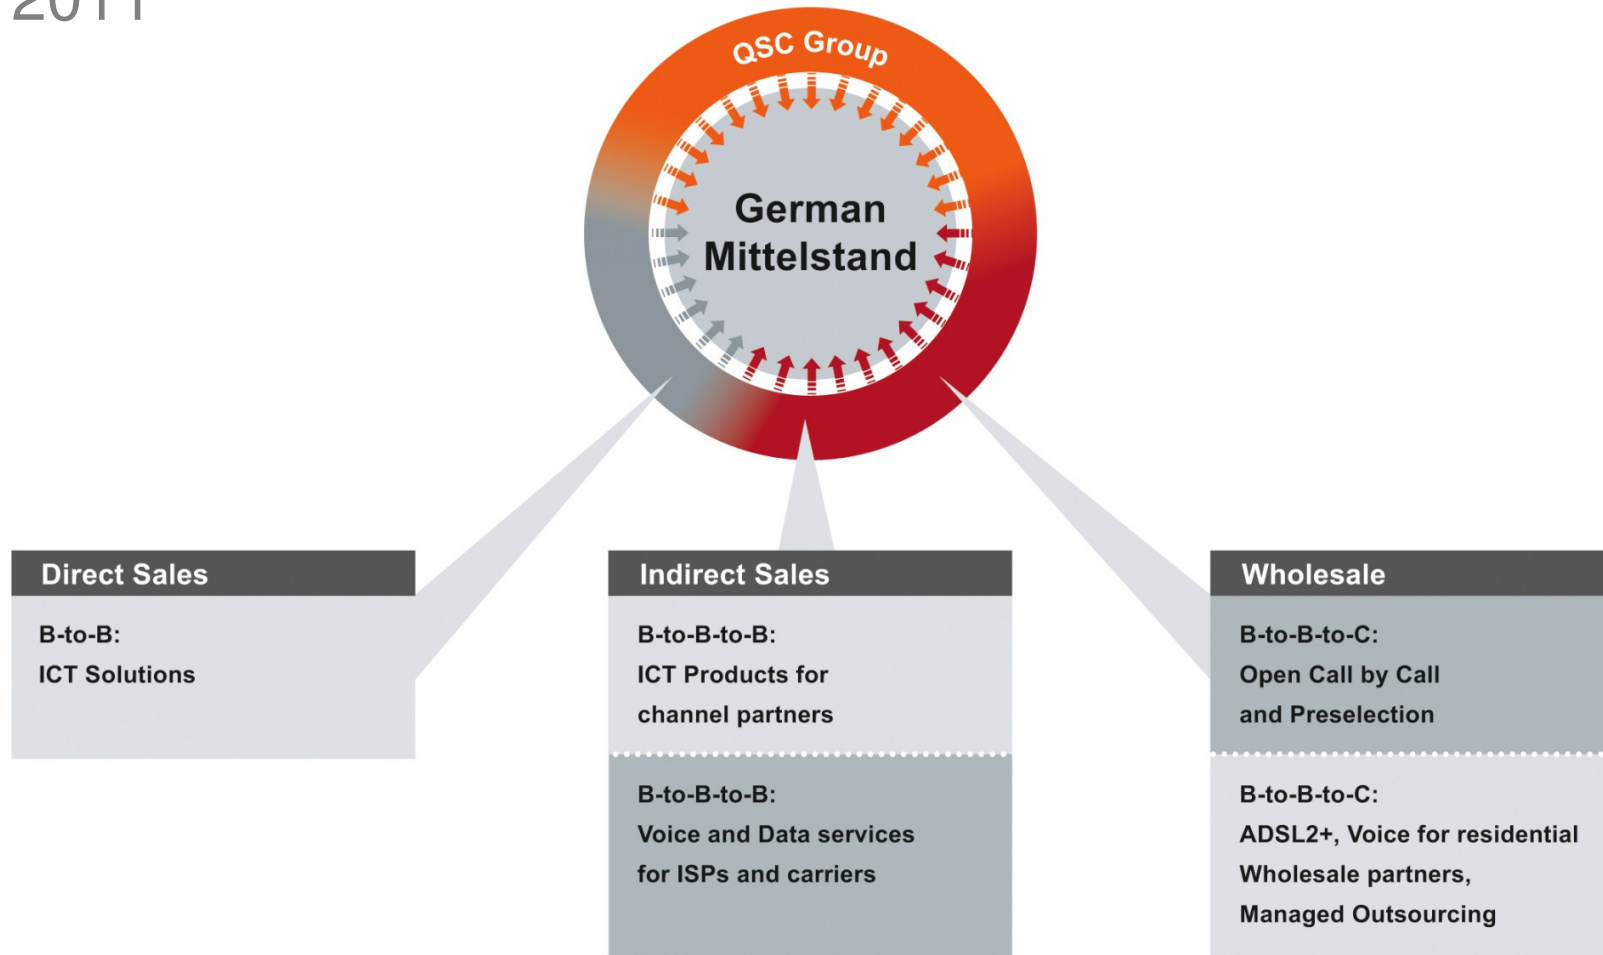 2011
QSC Group
German
Mittelstand
Direct Sales
B-to-B:
ICT Solutions
Indirect Sales
B-to-B-to-B:
ICT Products for
channel partners
B-to-B-to-B:
Voice and Data services
for ISPs and carriers
Wholesale
B-to-B-to-C:
Open Call by Call
and Preselection
B-to-B-to-C:
ADSL2+, Voice for residential
Wholesale partners,
Managed Outsourcing